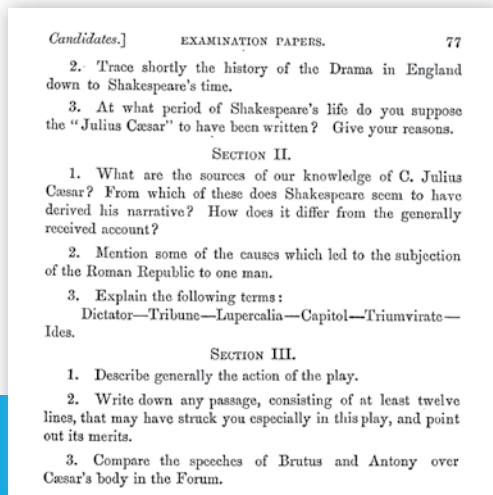 Candidates.] EXAMINATION PAPERS. 77
2. Trace shortly the history of the Drama in England
down to Shakespeare's time.
3. At what period of Shakespeare's life do you suppose
the "Julius Cæsar" to have been written? Give your reasons.
SECTION II.
1. What are the sources of our knowledge of C. Julius
Cæsar? From which of these does Shakespeare seem to have
derived his narrative? How does it differ from the generally
received account?
2. Mention some of the causes which led to the subjection
of the Roman Republic to one man.
3. Explain the following terms:
Dictator—Tribune—Lupercalia—Capitol—Triumvirate—
Ides.
SECTION III.
1. Describe generally the action of the play.
2. Write down any passage, consisting of at least twelve
lines, that may have struck you especially in this play, and point
out its merits.
3. Compare the speeches of Brutus and Antony over
Cæsar's body in the Forum.